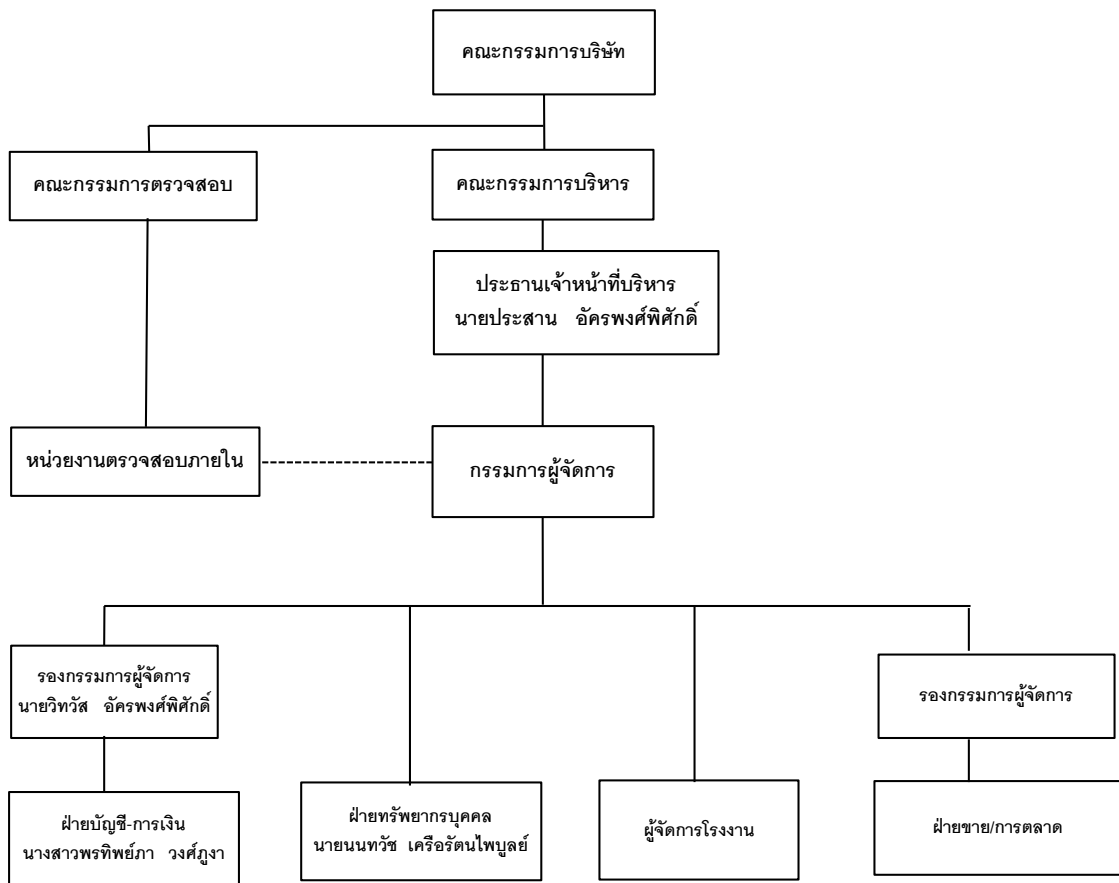 คณะกรรมการบริษัท
คณะกรรมการตรวจสอบ
คณะกรรมการบริหาร
ประธานเจ้าหน้าที่บริหาร
นายประสาน อัครพงศ์พิศักดิ์
หน่วยงานตรวจสอบภายใน
กรรมการผู้จัดการ
รองกรรมการผู้จัดการ
นายวิทวัส อัครพงศ์พิศักดิ์
รองกรรมการผู้จัดการ
ฝ่ายบัญชี-การเงิน
นางสาวพรทิพย์ภา วงศ์ภูงา
ฝ่ายทรัพยากรบุคคล
นายนนทวัช เครือรัตนไพบูลย์
ผู้จัดการโรงงาน
ฝ่ายขาย/การตลาด